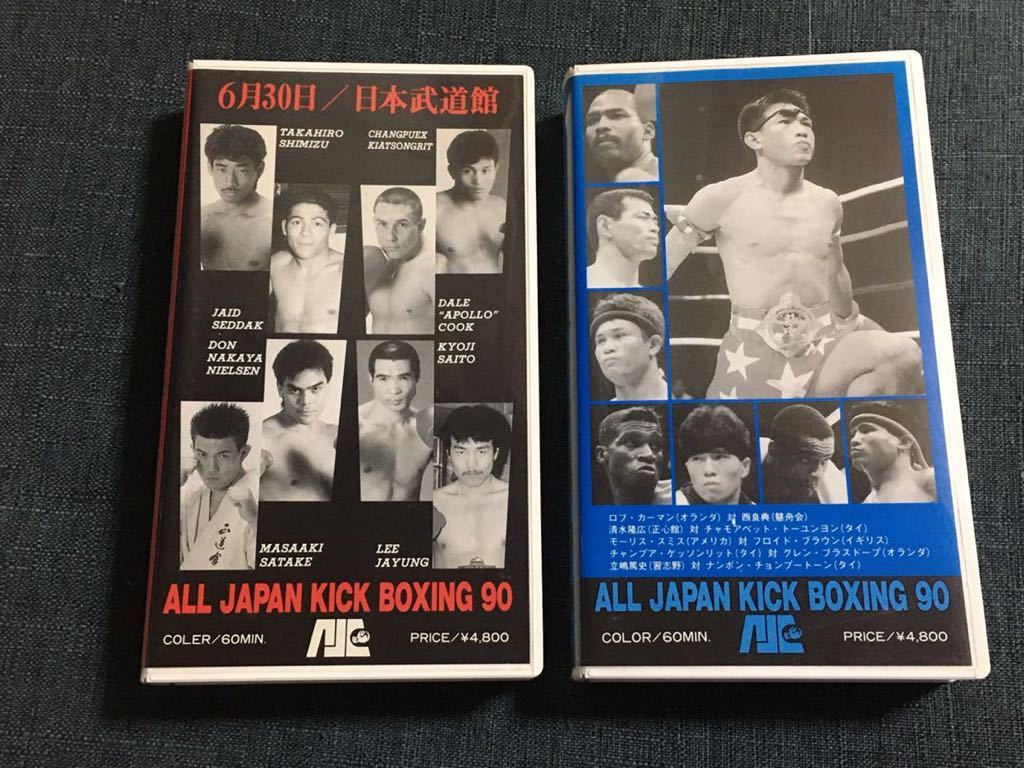 6月30日/日本武道館
TAKAHIRO
SHIMIZU
CHANGPUEX
KIATSONGRIT
JAID
SEDDAK
DALE
"APOLLO"
COOK
DON
NAKAYA
NIELSEN
KYOJI
SAITO
MASAAKI
SATAKE
LEE
JAYUNG
ALL JAPAN KICK BOXING 90
COLER/60MIN.
AJC
PRICE/¥4,800
ロブ・カーマン(オランダ) 対 西良典(慧舟会)
清水隆広(正心館) 対 チャモアペット・トーユンヨン(タイ)
モーリス・スミス(アメリカ) 対 フロイト・ブラウン(イギリス)
チャンプア・ケッソンリット(タイ) 対 グレン・ブラスドープ(オランダ)
立嶋篤史(習志野) 対 ナンポン・チョンプートーン(タイ)
ALL JAPAN KICK BOXING 90
COLOR/60MIN.
AJC
PRICE/¥4,800